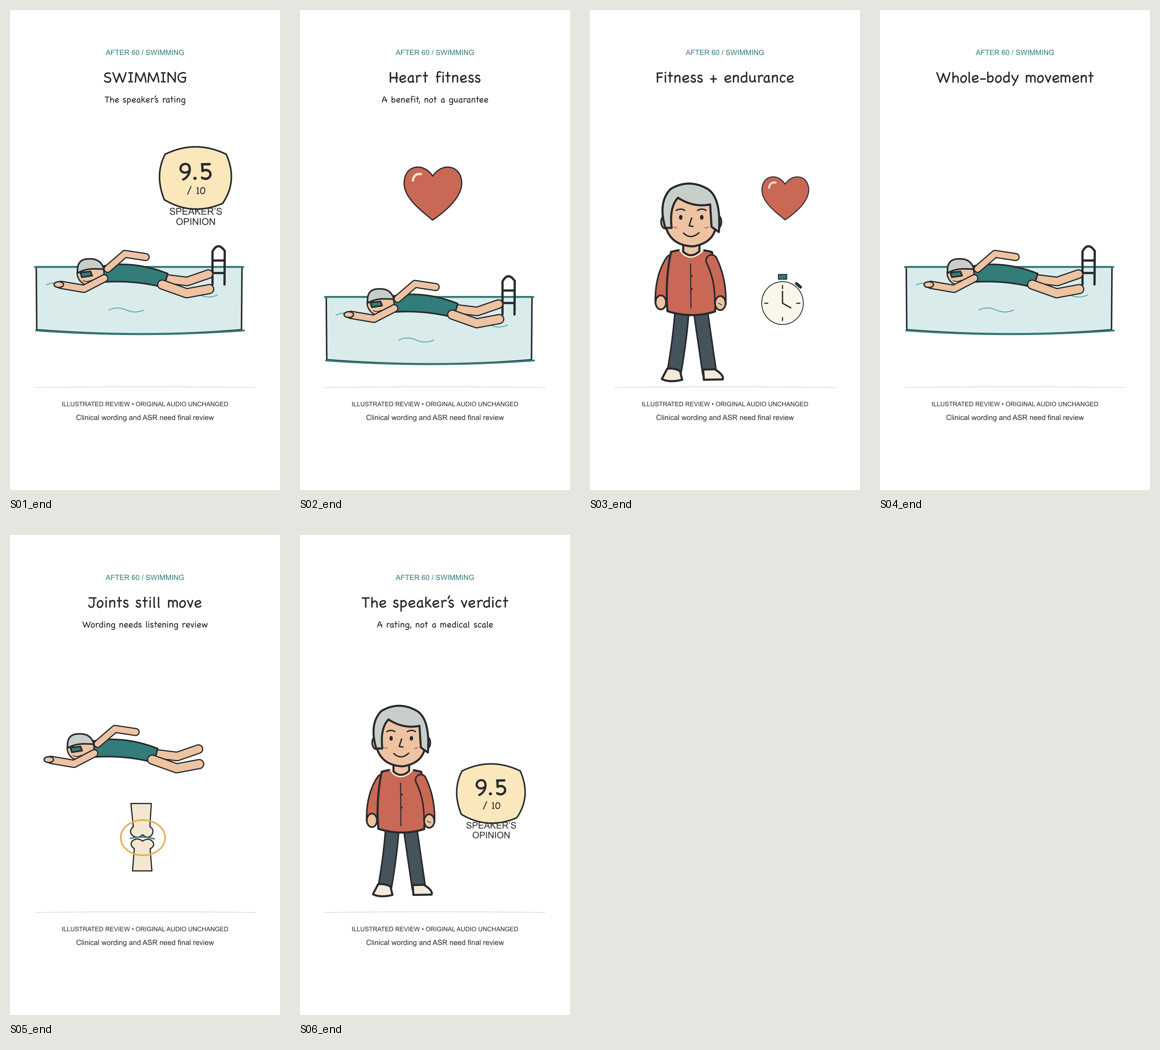 AFTER 60 / SWIMMING
SWIMMING
The speaker's rating
9.5
/ 10
SPEAKER'S
OPINION
ILLUSTRATED REVIEW • ORIGINAL AUDIO UNCHANGED
Clinical wording and ASR need final review
S01_end
AFTER 60 / SWIMMING
Heart fitness
A benefit, not a guarantee
ILLUSTRATED REVIEW • ORIGINAL AUDIO UNCHANGED
Clinical wording and ASR need final review
S02_end
AFTER 60 / SWIMMING
Fitness + endurance
ILLUSTRATED REVIEW • ORIGINAL AUDIO UNCHANGED
Clinical wording and ASR need final review
S03_end
AFTER 60 / SWIMMING
Whole-body movement
ILLUSTRATED REVIEW • ORIGINAL AUDIO UNCHANGED
Clinical wording and ASR need final review
S04_end
AFTER 60 / SWIMMING
Joints still move
Wording needs listening review
ILLUSTRATED REVIEW • ORIGINAL AUDIO UNCHANGED
Clinical wording and ASR need final review
S05_end
AFTER 60 / SWIMMING
The speaker's verdict
A rating, not a medical scale
9.5
/ 10
SPEAKER'S
OPINION
ILLUSTRATED REVIEW • ORIGINAL AUDIO UNCHANGED
Clinical wording and ASR need final review
S06_end